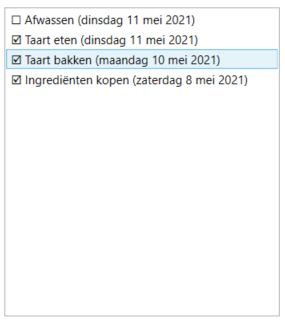 Afwassen (dinsdag 11 mei 2021)
Taart eten (dinsdag 11 mei 2021)
Taart bakken (maandag 10 mei 2021)
Ingrediënten kopen (zaterdag 8 mei 2021)